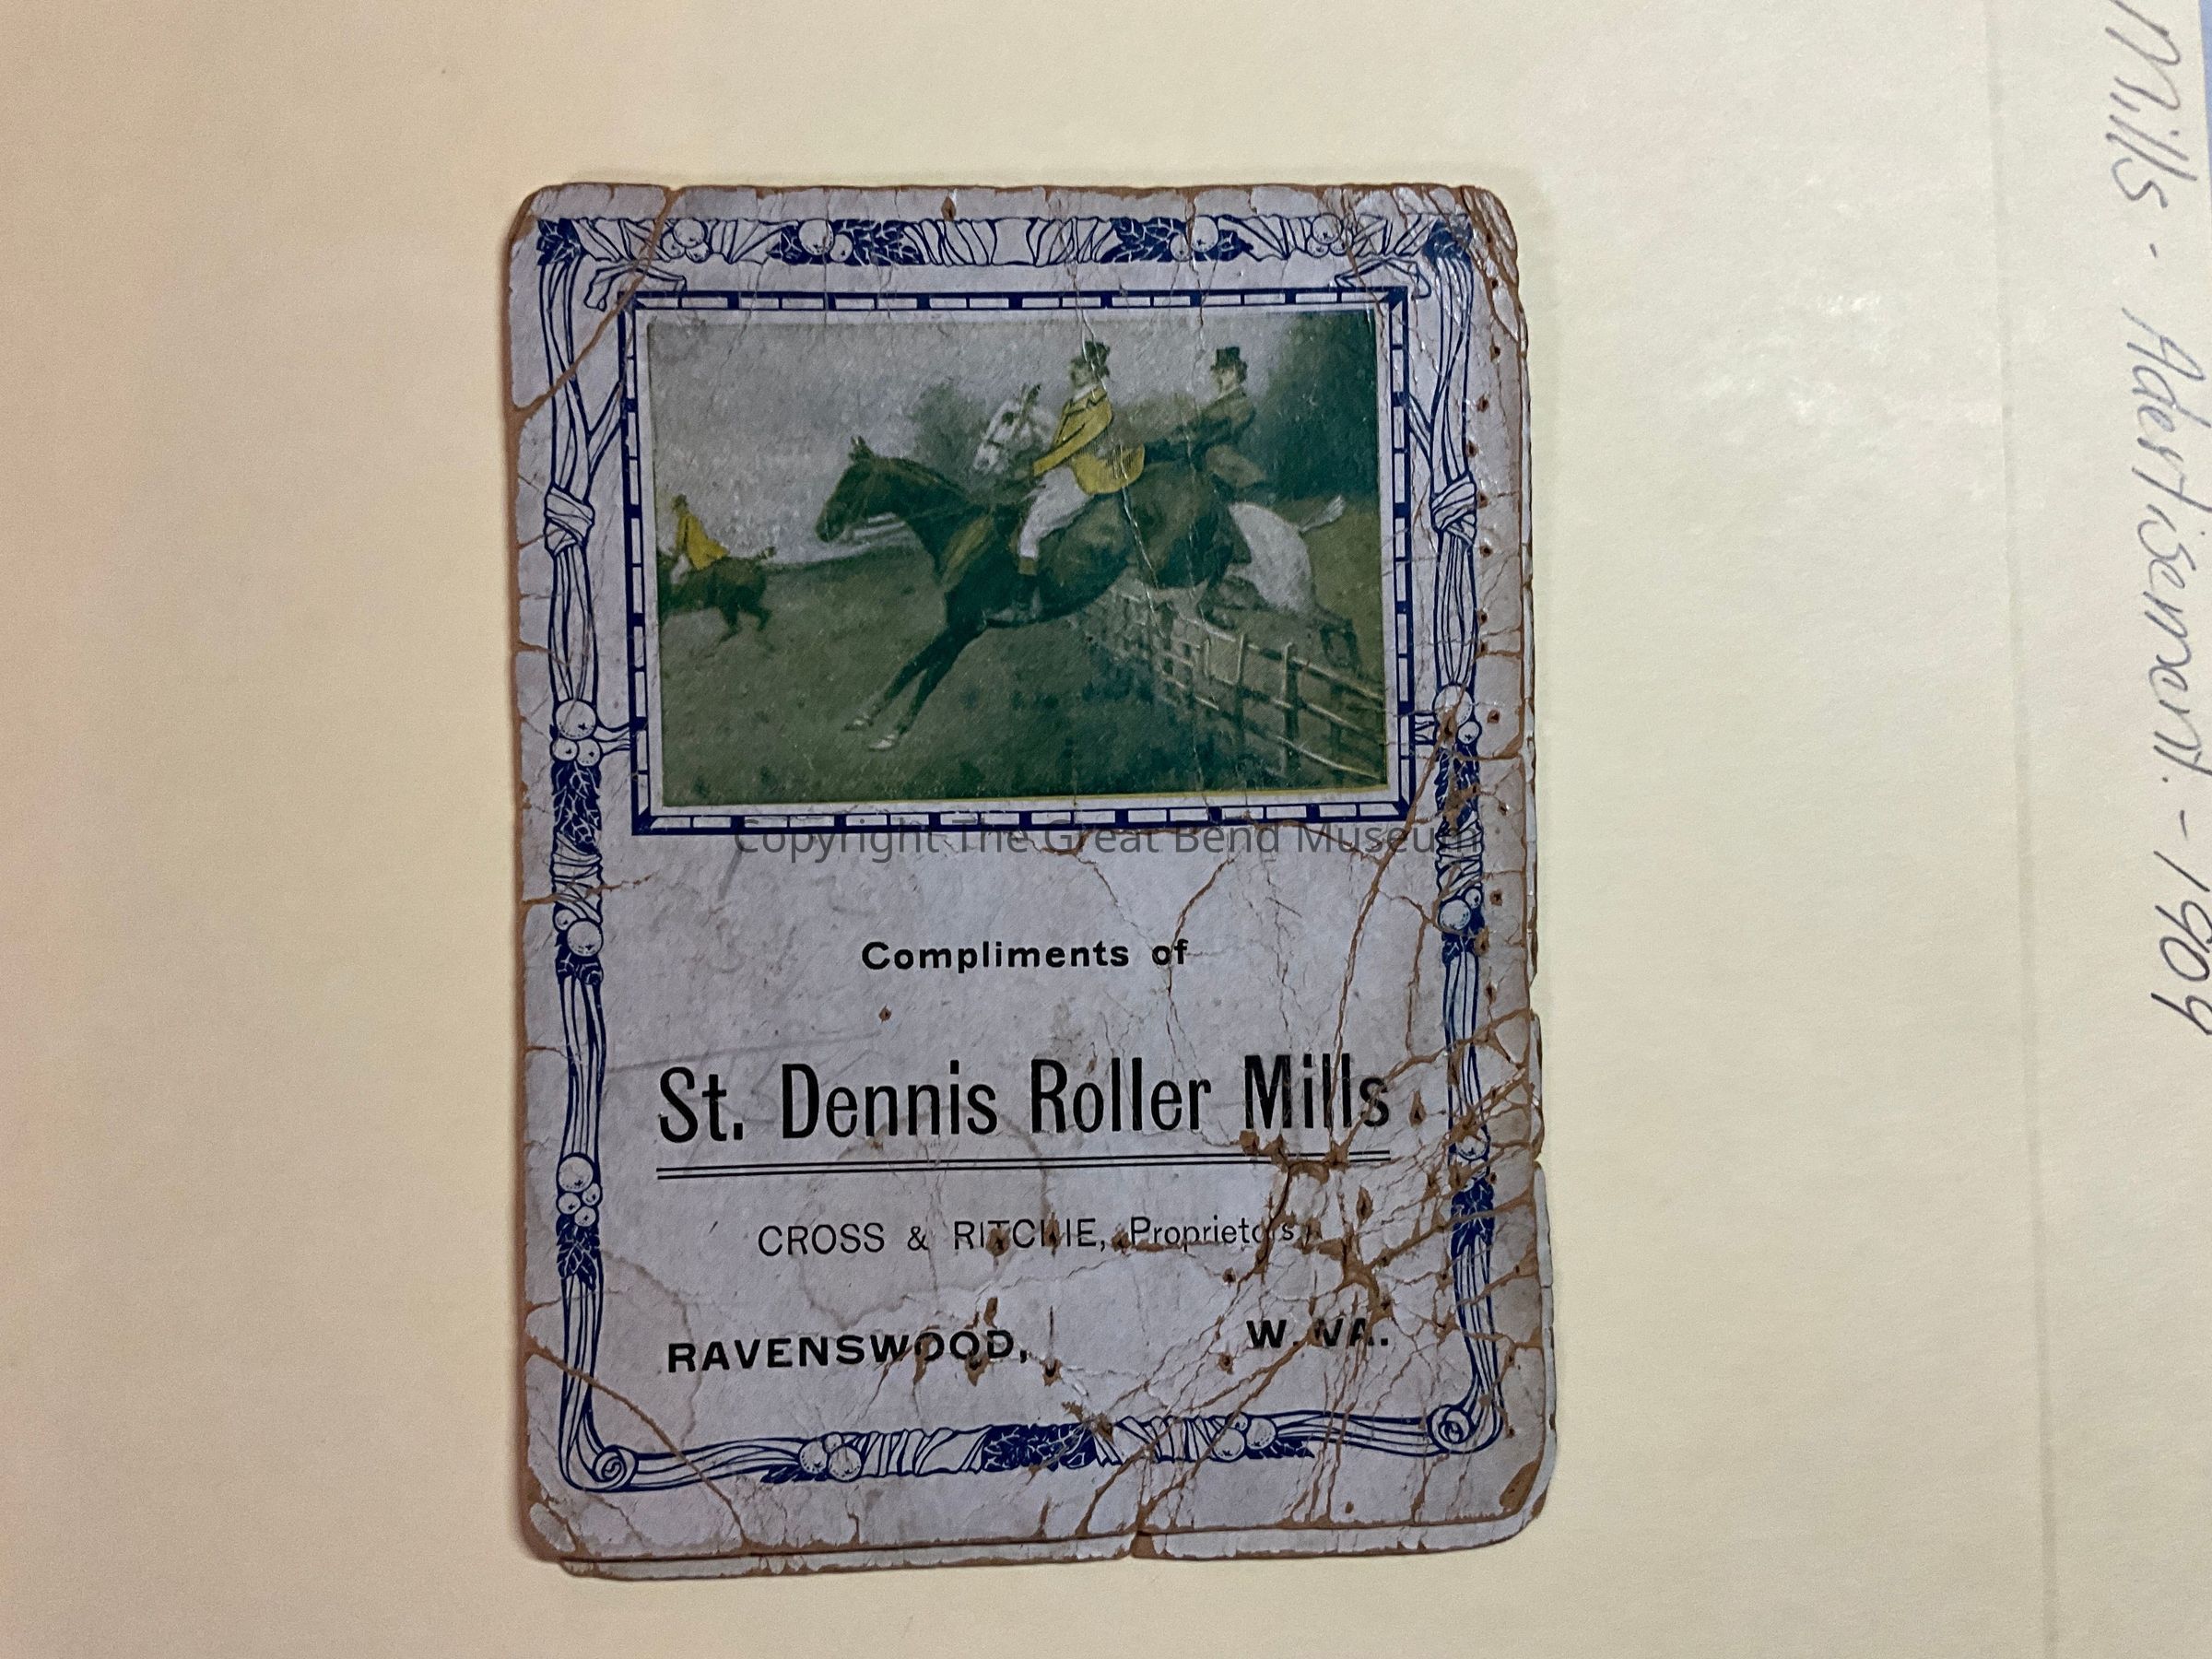 Copyright The Great Bend Museum
Compliments of
St. Dennis Roller Mills
CROSS & RITCHIE, Proprietors
RAVENSWOOD, W. VA.
Mills - Advertisement. - 1909